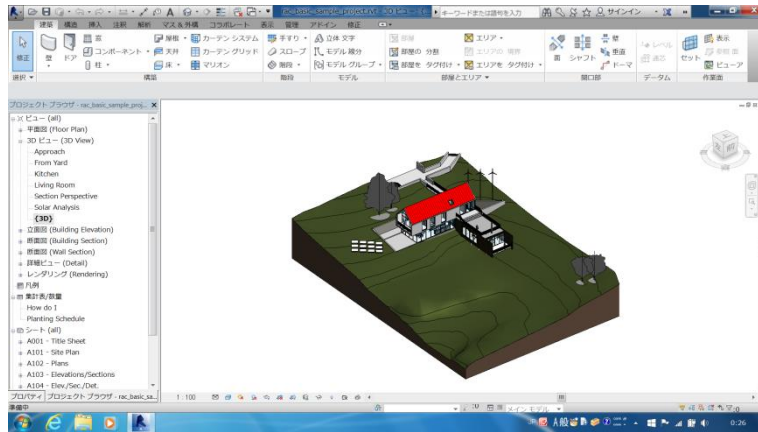 キーワードまたは語句を入力
サインイン
建築 構造 挿入 注釈 解析 マス & 外構 コラボレート 表示 管理 アドイン 修正
窓 屋根 カーテン システム 手すり 立体 文字 部屋 エリア 壁 表示
コンポーネント 天井 カーテン グリッド スロープ モデル線分 部屋の 分割 垂直
修正 壁 ドア 柱 床 マリオン 階段 モデル グループ 部屋を タグ付け エリアを タグ付け 面 シャフト ドーマ セット ビューア
選択 構築 階段 モデル 部屋とエリア 開口部 データム 作業面
プロジェクト ブラウザ - rac_basic_sample_proj...
ビュー (all)
平面図 (Floor Plan)
3D ビュー (3D View)
Approach
From Yard
Kitchen
Living Room
Section Perspective
Solar Analysis
{3D}
立面図 (Building Elevation)
断面図 (Building Section)
断面図 (Wall Section)
詳細ビュー (Detail)
レンダリング (Rendering)
凡例
集計表/数量
How do I
Planting Schedule
シート (all)
A001 - Title Sheet
A101 - Site Plan
A102 - Plans
A103 - Elevations/Sections
A104 - Elev./Sec./Det.
プロパティ プロジェクト ブラウザ - rac_basic_sa...
1 : 100
準備中
メイン モデル
:0
A 般
0:26